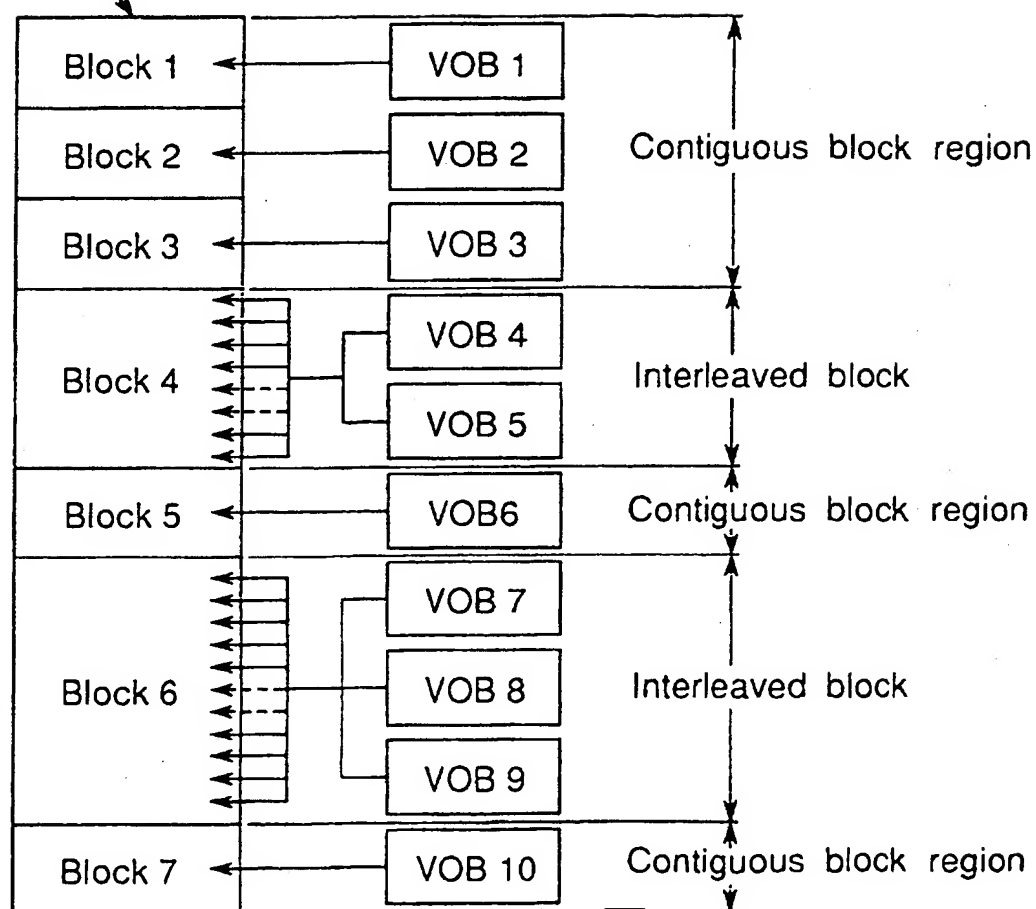 Block 1
VOB 1
Block 2
VOB 2
Contiguous block region
Block 3
VOB 3
Block 4
VOB 4
VOB 5
Interleaved block
Block 5
VOB6
Contiguous block region
Block 6
VOB 7
VOB 8
VOB 9
Interleaved block
Block 7
VOB 10
Contiguous block region